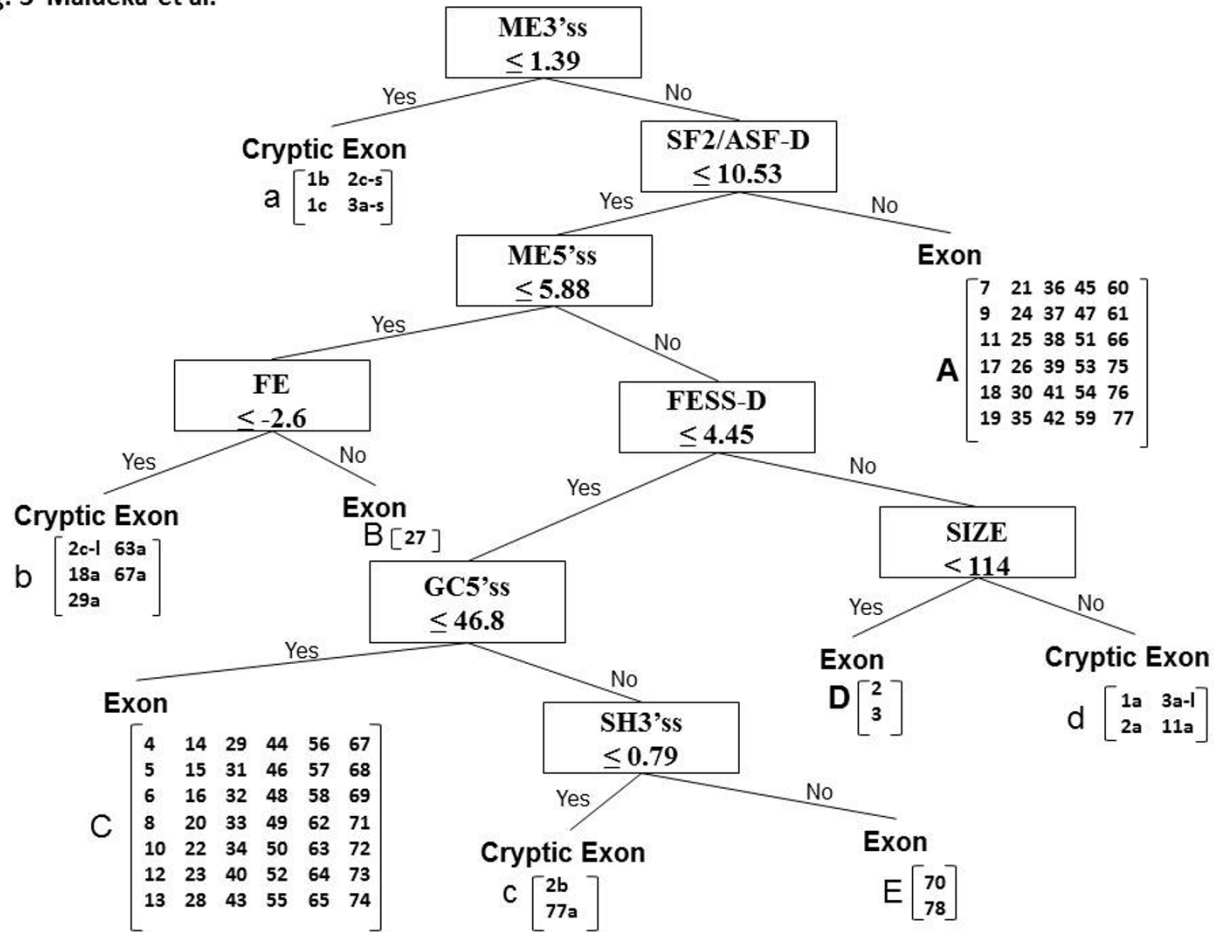 g. 3 Malueka et al.
ME3'ss
≤ 1.39
Yes
No
Cryptic Exon
a
1b 2c-s
1c 3a-s
SF2/ASF-D
≤ 10.53
Yes
No
Exon
A
7 21 36 45 60
9 24 37 47 61
11 25 38 51 66
17 26 39 53 75
18 30 41 54 76
19 35 42 59 77
ME5'ss
≤ 5.88
Yes
No
FE
≤ -2.6
Yes
No
Cryptic Exon
b
2c-l 63a
18a 67a
29a
Exon
B [27]
FESS-D
≤ 4.45
Yes
No
SIZE
< 114
Yes
No
Exon
D
2
3
Cryptic Exon
d
1a 3a-l
2a 11a
GC5'ss
≤ 46.8
Yes
No
Exon
C
4 14 29 44 56 67
5 15 31 46 57 68
6 16 32 48 58 69
8 20 33 49 62 71
10 22 34 50 63 72
12 23 40 52 64 73
13 28 43 55 65 74
SH3'ss
≤ 0.79
Yes
No
Cryptic Exon
c
2b
77a
Exon
E
70
78